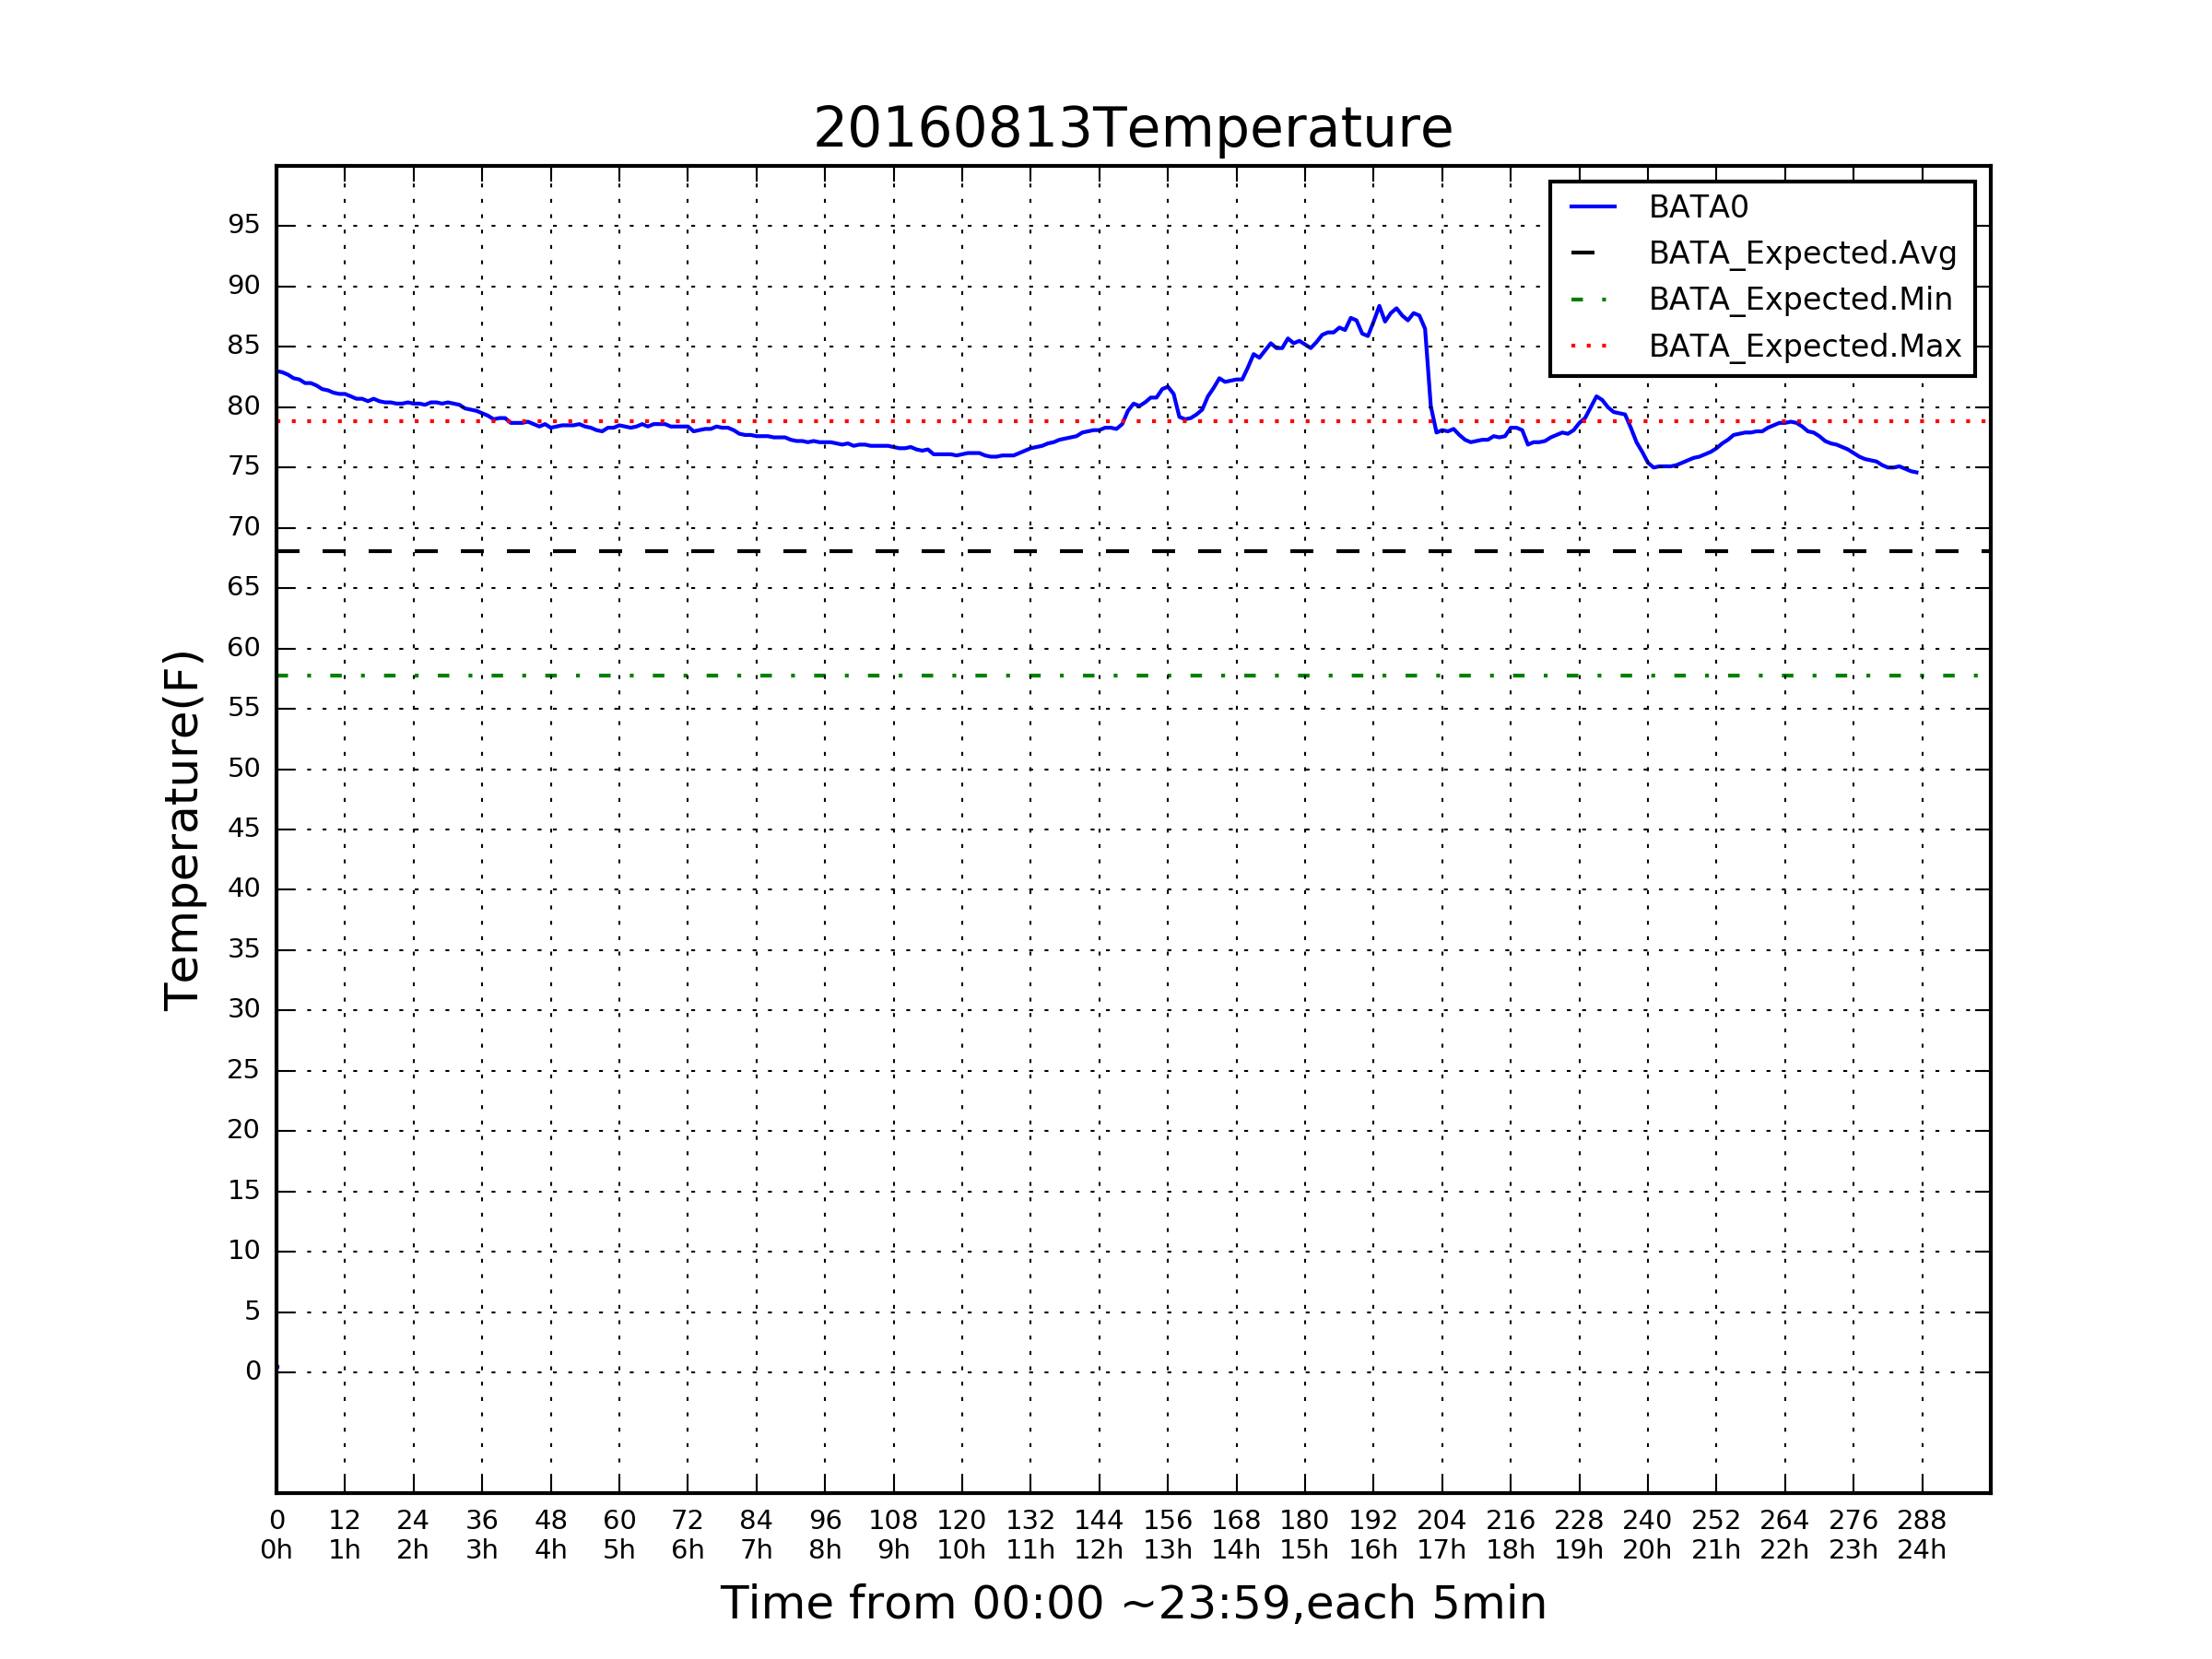 20160813Temperature
BATA0
BATA_Expected.Avg
BATA_Expected.Min
BATA_Expected.Max
95
90
85
80
75
70
65
60
55
50
45
40
35
30
25
20
15
10
5
0
Temperature(F)
0 12 24 36 48 60 72 84 96 108 120 132 144 156 168 180 192 204 216 228 240 252 264 276 288
0h 1h 2h 3h 4h 5h 6h 7h 8h 9h 10h 11h 12h 13h 14h 15h 16h 17h 18h 19h 20h 21h 22h 23h 24h
Time from 00:00 ~23:59,each 5min